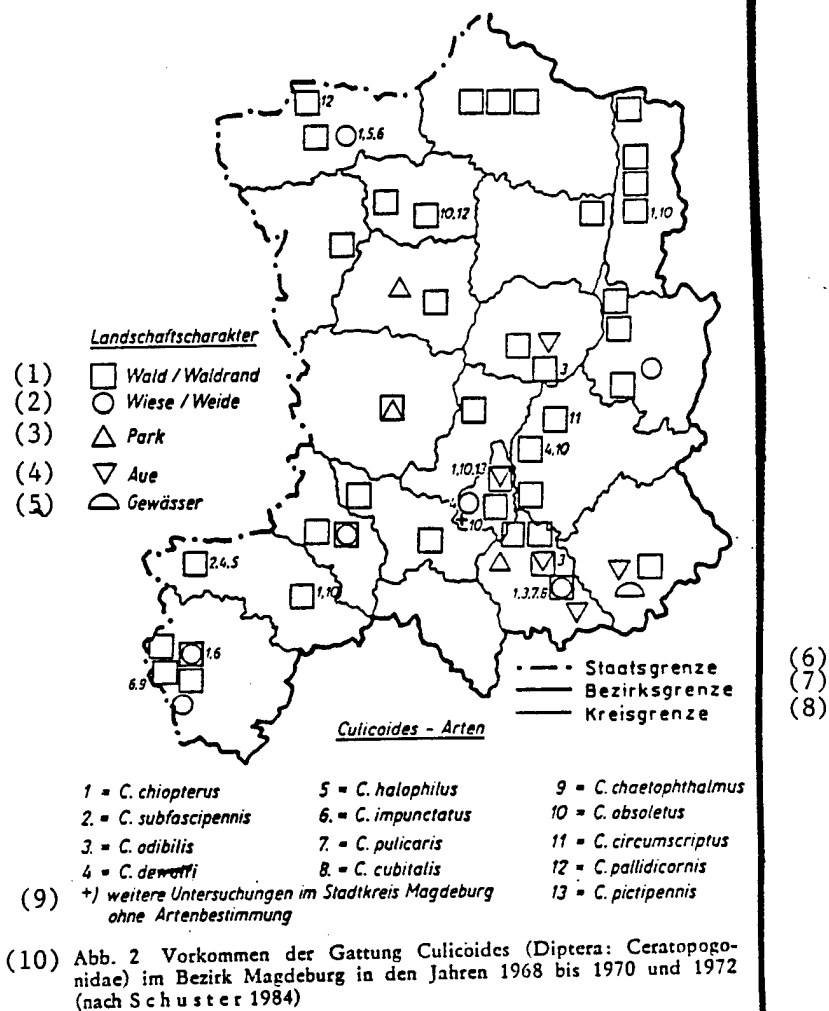 12
1,5,6
10,12
1,10
Landschaftscharakter
(1) Wald / Waldrand
(2) Wiese / Weide
(3) Park
(4) Aue
(5) Gewässer
3
11
4,10
1,10,13
4
±10
3
2,4,5
1,10
1,3,7,6
1,6
6,9
Staatsgrenze (6)
Bezirksgrenze (7)
Kreisgrenze (8)
Culicoides - Arten
1 = C. chiopterus
2. = C. subfascipennis
3. = C. odibilis
4 = C. dewulfi
5 = C. halophilus
6. = C. impunctatus
7. = C. pulicaris
8. = C. cubitalis
9 = C. chaetophthalmus
10 = C. obsoletus
11 = C. circumscriptus
12 = C. pallidicornis
13 = C. pictipennis
(9) +) weitere Untersuchungen im Stadtkreis Magdeburg
ohne Artenbestimmung
(10) Abb. 2 Vorkommen der Gattung Culicoides (Diptera: Ceratopogo-
nidae) im Bezirk Magdeburg in den Jahren 1968 bis 1970 und 1972
(nach Schuster 1984)